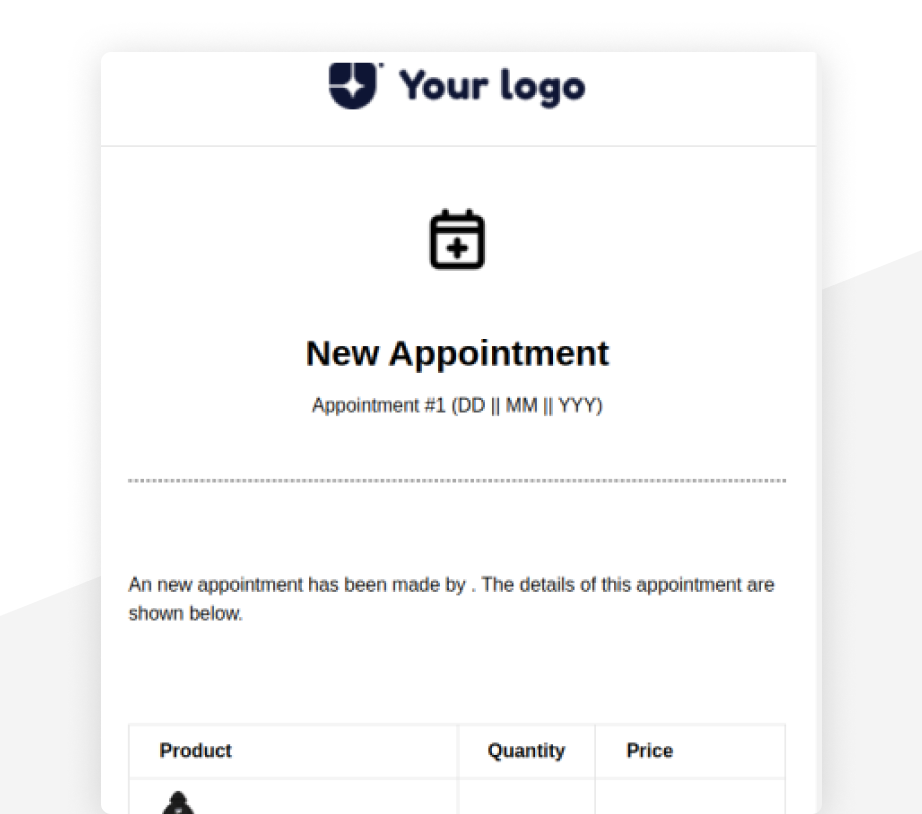 Your logo
New Appointment
Appointment #1 (DD || MM || YYY)
An new appointment has been made by . The details of this appointment are
shown below.
Product Quantity Price